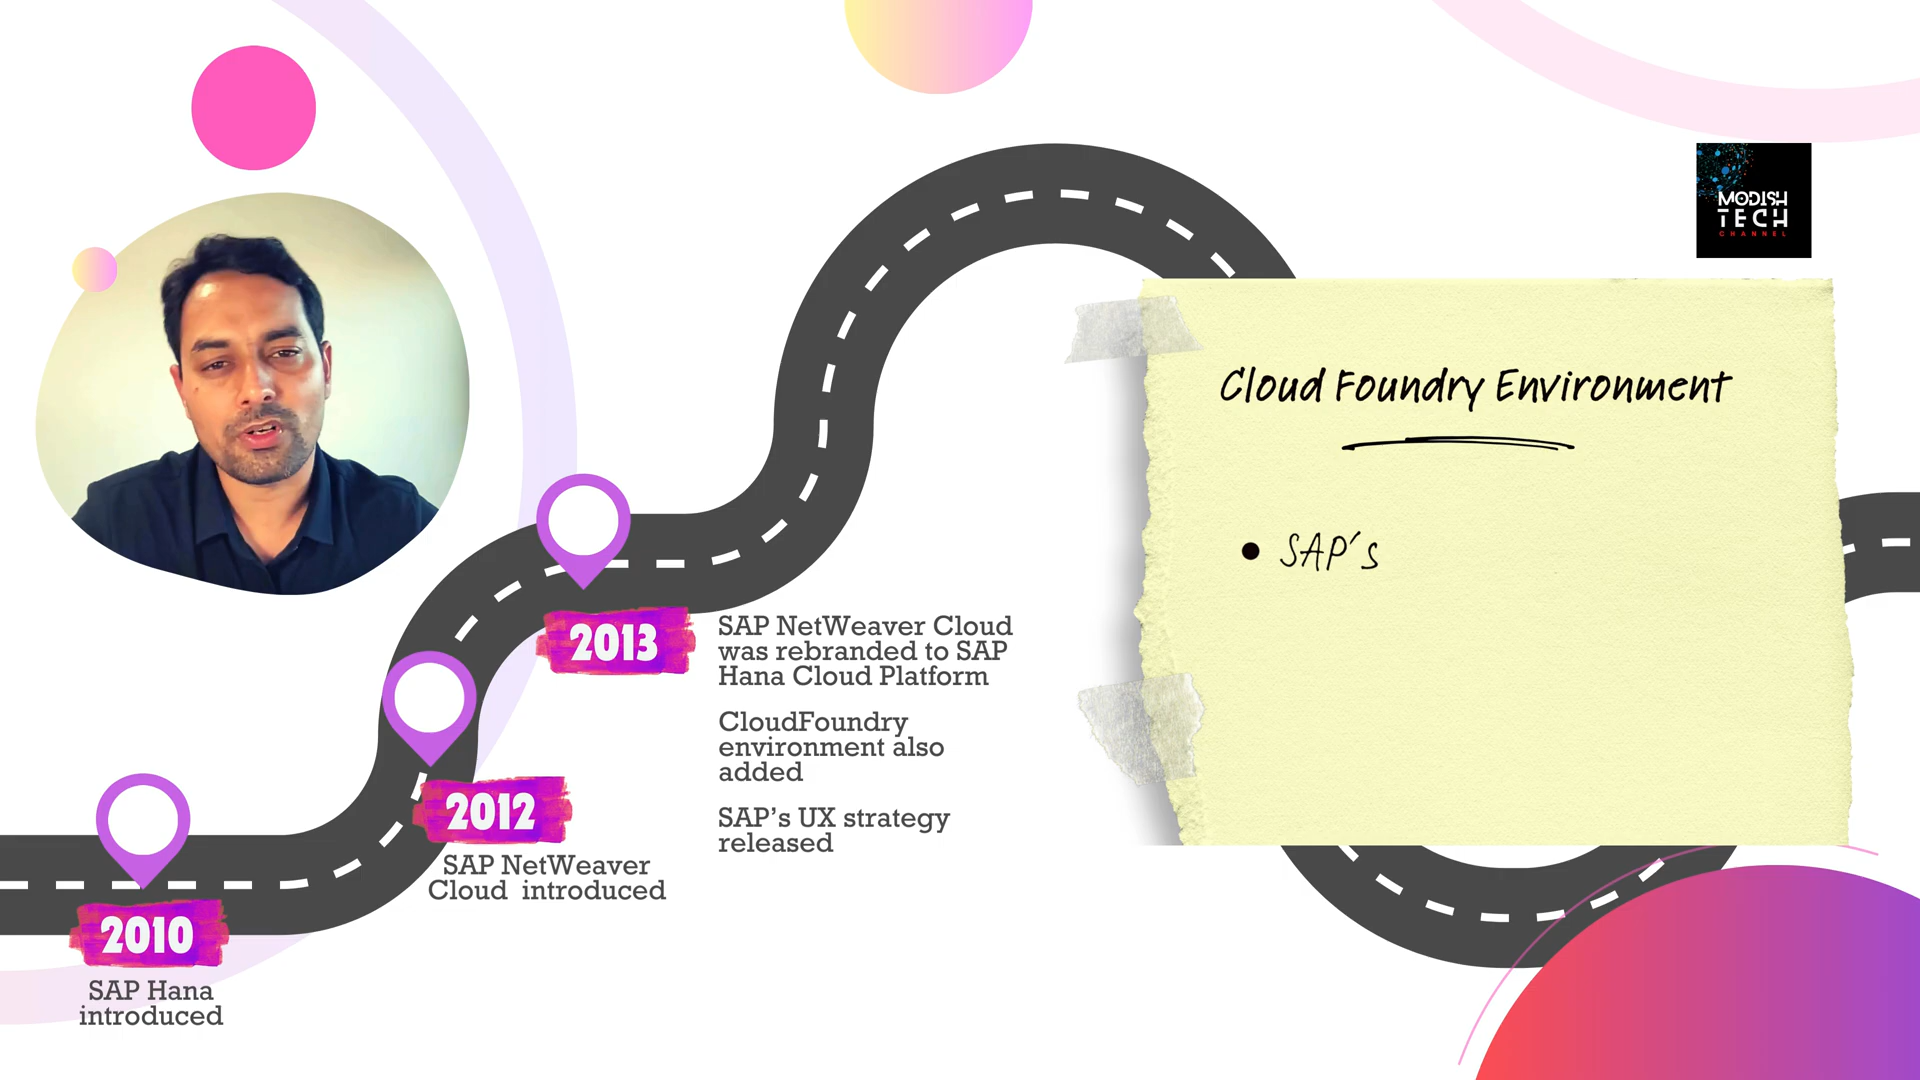 MODISH
TECH
CHANNEL
Cloud Foundry Environment
• SAP's
2013
SAP NetWeaver Cloud
was rebranded to SAP
Hana Cloud Platform
CloudFoundry
environment also
added
SAP’s UX strategy
released
2012
SAP NetWeaver
Cloud introduced
2010
SAP Hana
introduced